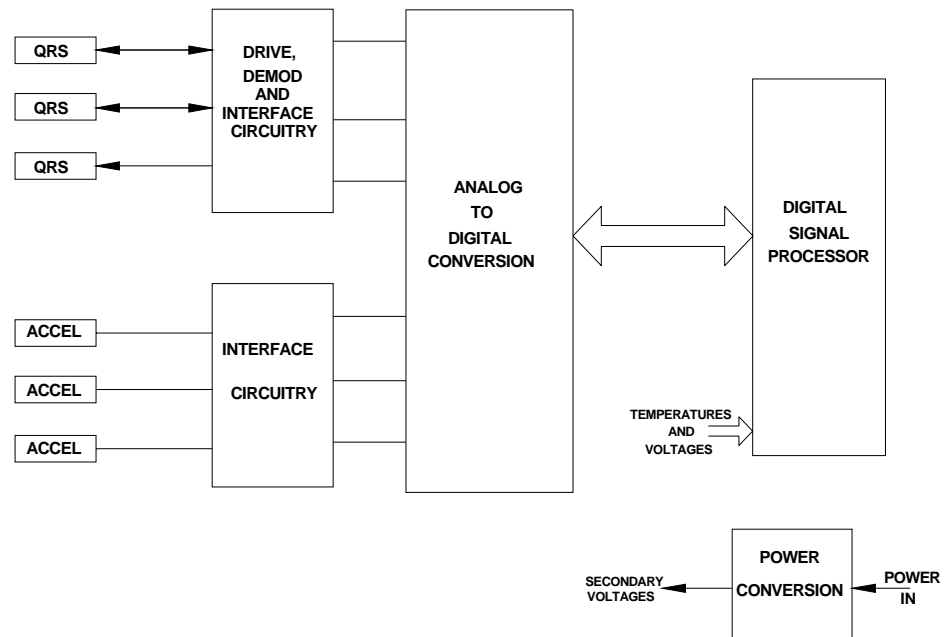 QRS
QRS
QRS
DRIVE,
DEMOD
AND
INTERFACE
CIRCUITRY
ACCEL
ACCEL
ACCEL
INTERFACE
CIRCUITRY
ANALOG
TO
DIGITAL
CONVERSION
DIGITAL
SIGNAL
PROCESSOR
TEMPERATURES
AND
VOLTAGES
SECONDARY
VOLTAGES
POWER
CONVERSION
POWER
IN